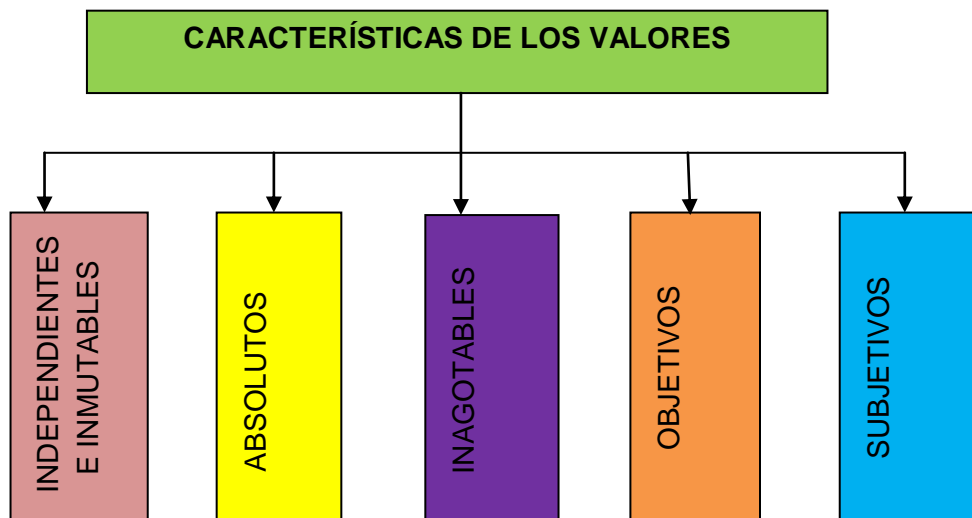 CARACTERÍSTICAS DE LOS VALORES
INDEPENDIENTES
E INMUTABLES
ABSOLUTOS
INAGOTABLES
OBJETIVOS
SUBJETIVOS